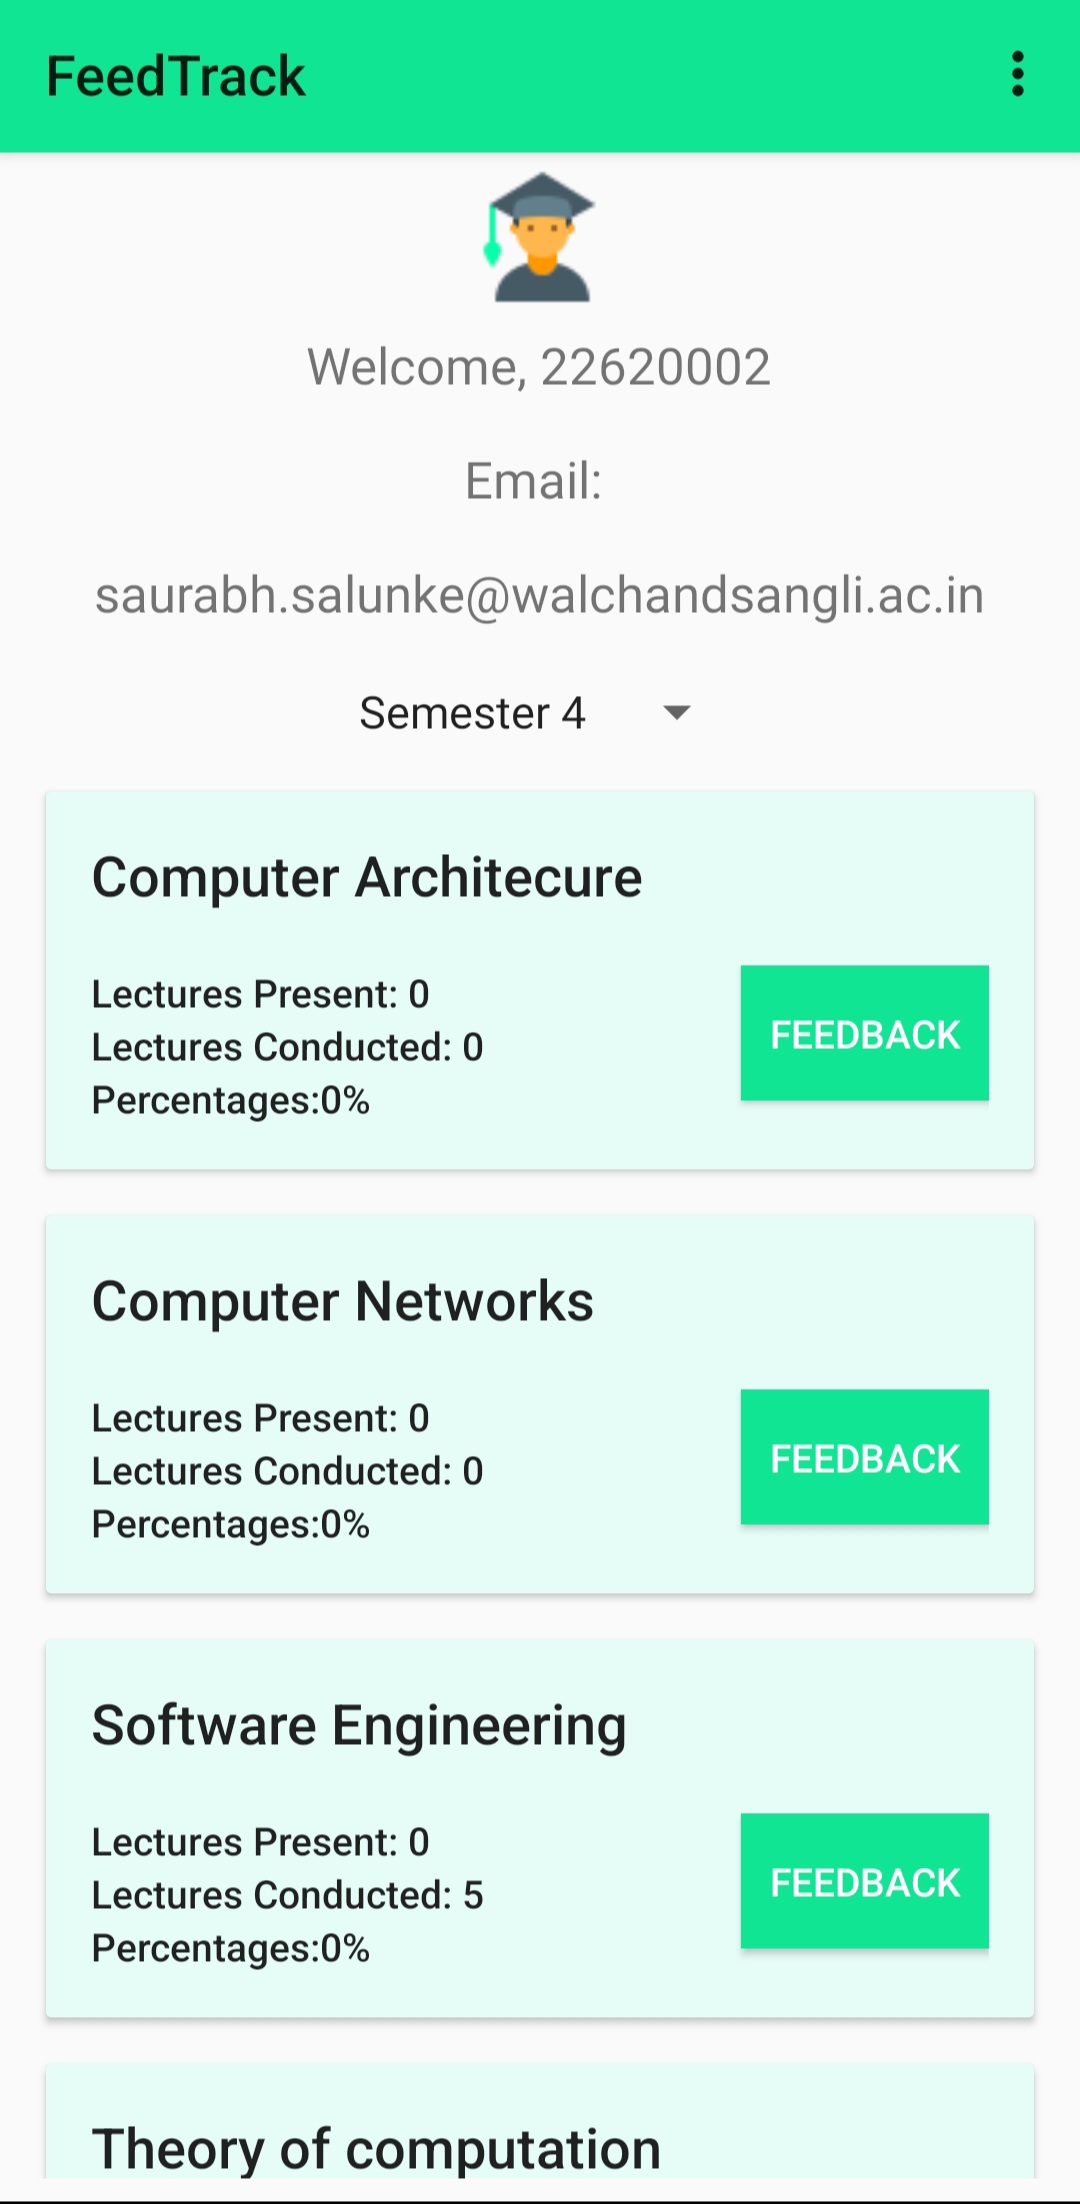 FeedTrack
Welcome, 22620002
Email:
saurabh.salunke@walchandsangli.ac.in
Semester 4
Computer Architecure
Lectures Present: 0
Lectures Conducted: 0
Percentages:0%
FEEDBACK
Computer Networks
Lectures Present: 0
Lectures Conducted: 0
Percentages:0%
FEEDBACK
Software Engineering
Lectures Present: 0
Lectures Conducted: 5
Percentages:0%
FEEDBACK
Theory of computation